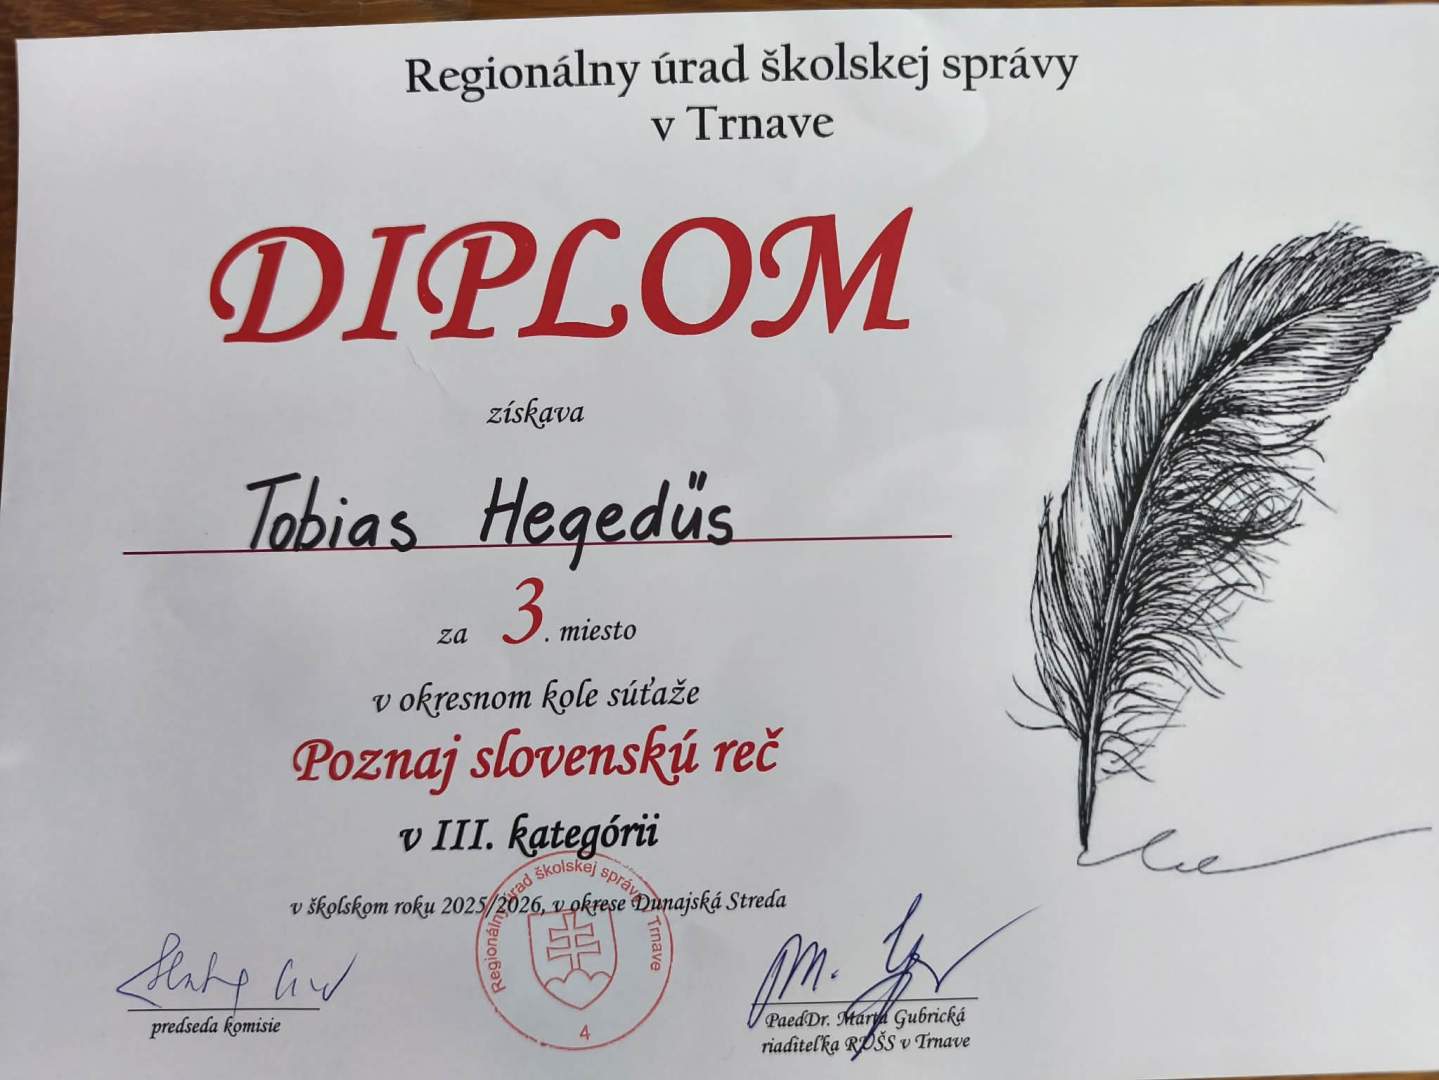 Regionálny úrad školskej správy
v Trnave
DIPLOM
získava
Tobias Hegedűs
za 3. miesto
v okresnom kole súťaže
Poznaj slovenskú reč
v III. kategórii
v školskom roku 2025/2026, v okrese Dunajská Streda
Regionálny úrad školskej správy Trnave
4
predseda komisie
PaedDr. Mária Gubrická
riaditeľka RÚŠS v Trnave